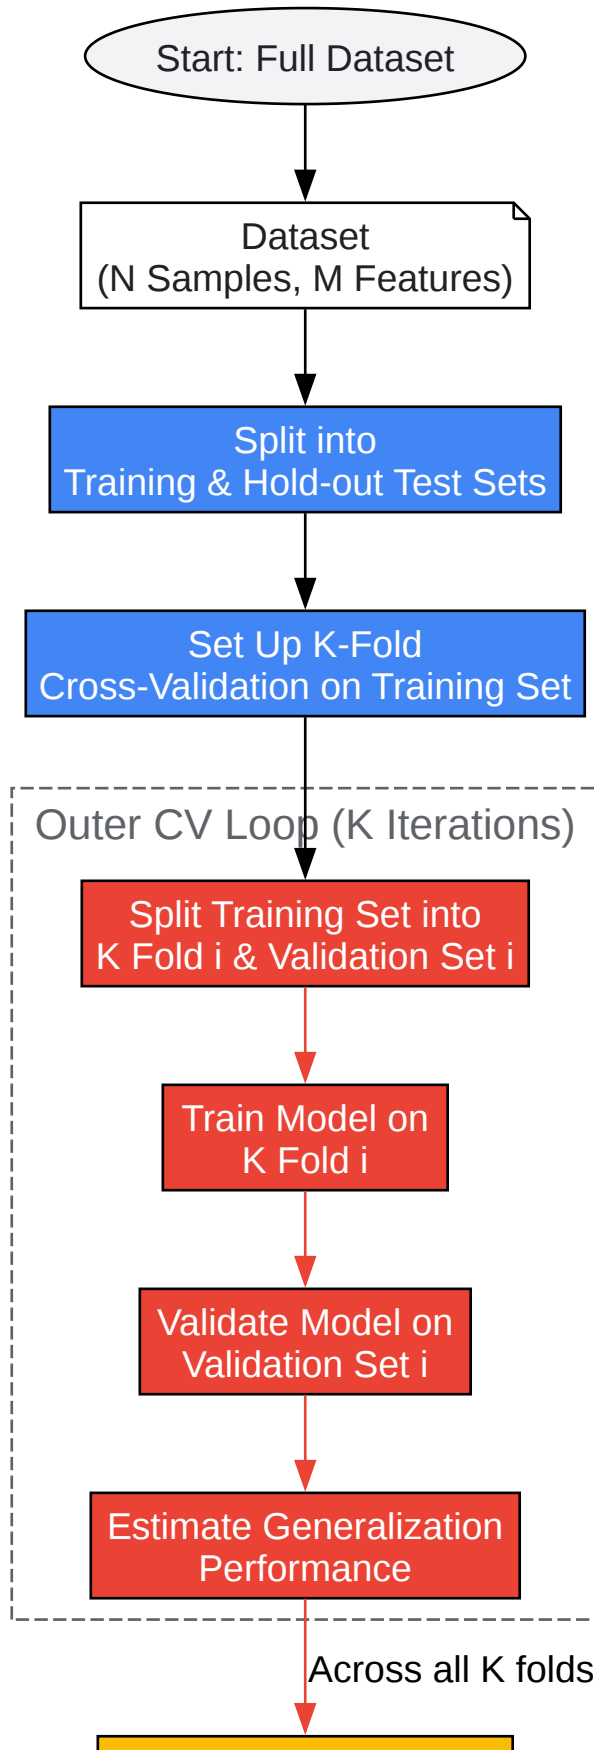 Start: Full Dataset
Dataset
(N Samples, M Features)
Split into
Training & Hold-out Test Sets
Set Up K-Fold
Cross-Validation on Training Set
Outer CV Loop (K Iterations)
Split Training Set into
K Fold i & Validation Set i
Train Model on
K Fold i
Validate Model on
Validation Set i
Estimate Generalization
Performance
Across all K folds